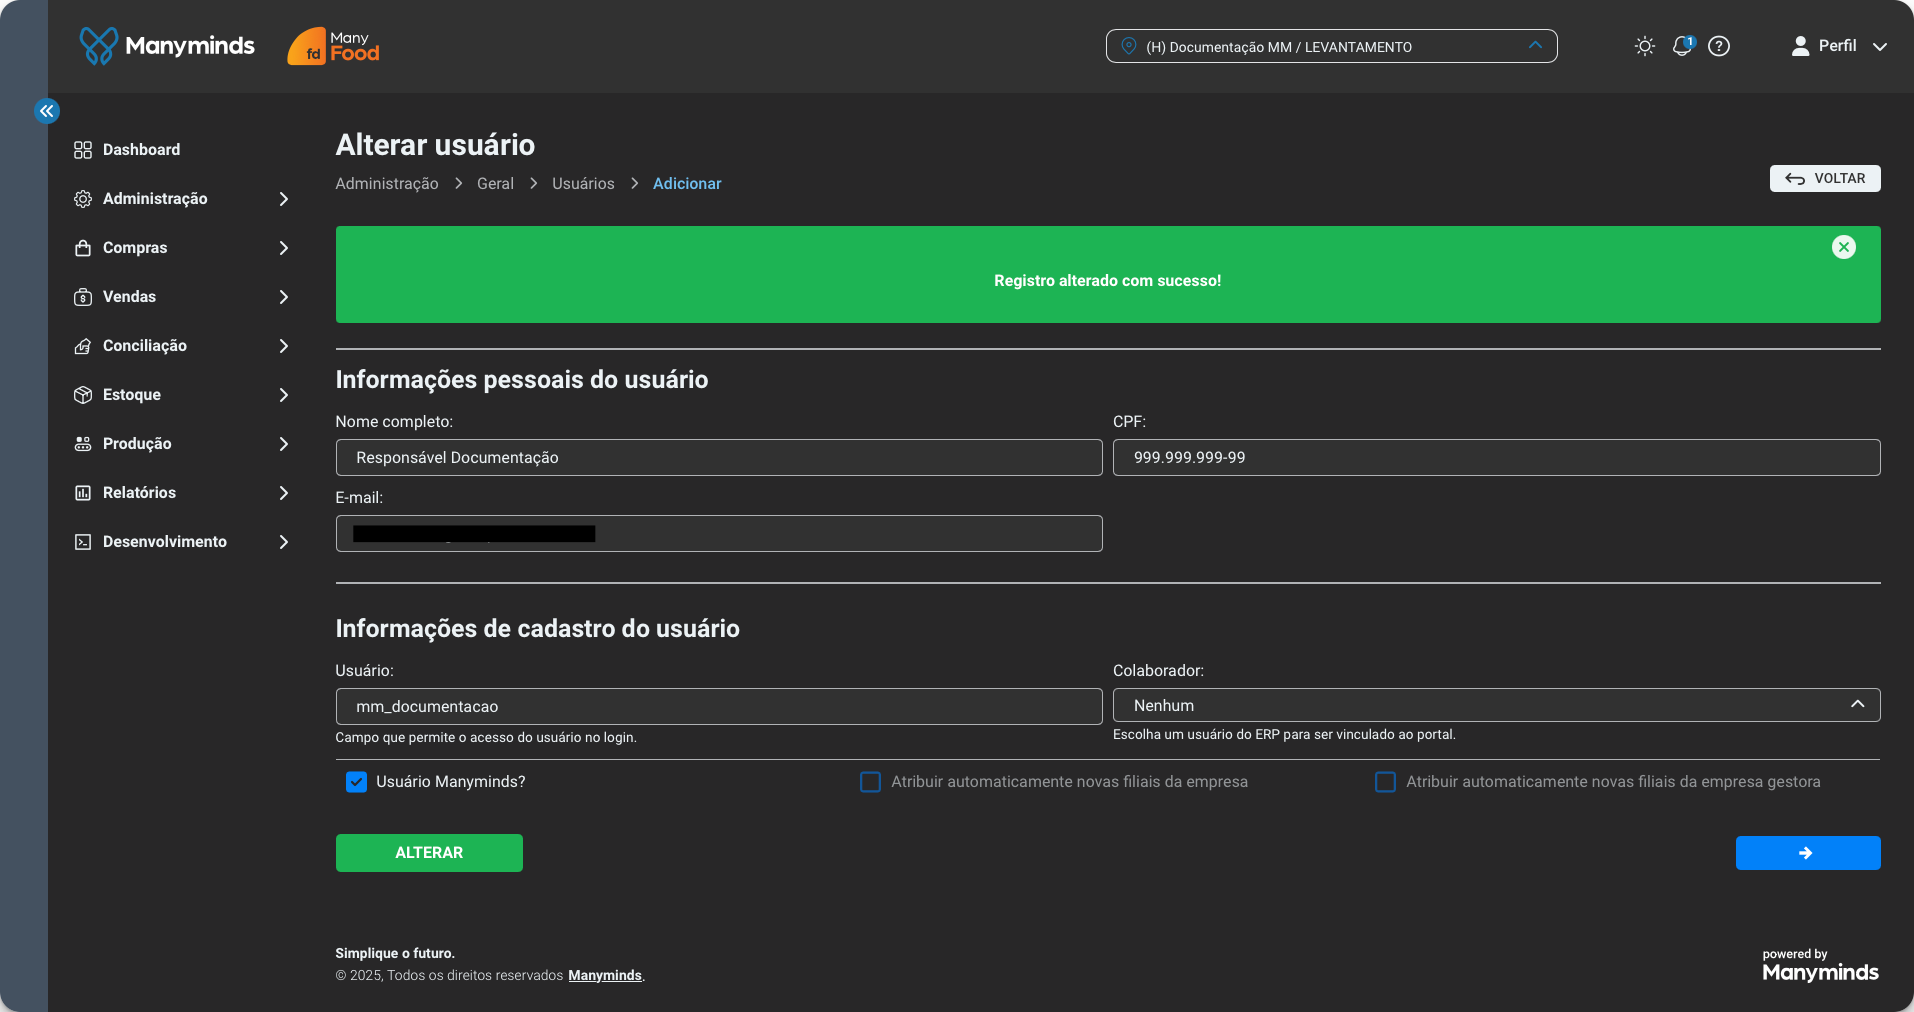 Manyminds
fd Many Food
(H) Documentação MM / LEVANTAMENTO
1
Perfil
Dashboard
Administração
Compras
Vendas
Conciliação
Estoque
Produção
Relatórios
Desenvolvimento
Alterar usuário
Administração > Geral > Usuários > Adicionar
VOLTAR
Registro alterado com sucesso!
Informações pessoais do usuário
Nome completo:
Responsável Documentação
CPF:
999.999.999-99
E-mail:
Informações de cadastro do usuário
Usuário:
mm_documentacao
Campo que permite o acesso do usuário no login.
Colaborador:
Nenhum
Escolha um usuário do ERP para ser vinculado ao portal.
Usuário Manyminds?
Atribuir automaticamente novas filiais da empresa
Atribuir automaticamente novas filiais da empresa gestora
ALTERAR
Simplique o futuro.
© 2025, Todos os direitos reservados Manyminds.
powered by
Manyminds